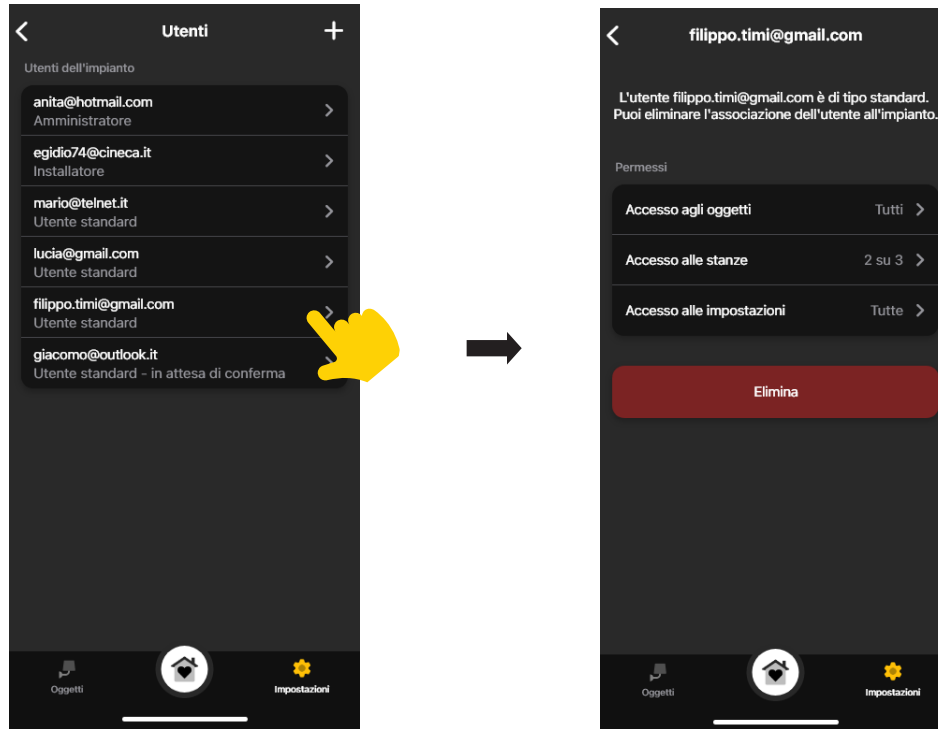 Utenti
Utenti dell'impianto
anita@hotmail.com
Amministratore
egidio74@cineca.it
Installatore
mario@telnet.it
Utente standard
lucia@gmail.com
Utente standard
filippo.timi@gmail.com
Utente standard
giacomo@outlook.it
Utente standard - in attesa di conferma
Oggetti
Impostazioni
filippo.timi@gmail.com
L'utente filippo.timi@gmail.com è di tipo standard.
Puoi eliminare l'associazione dell'utente all'impianto.
Permessi
Accesso agli oggetti Tutti
Accesso alle stanze 2 su 3
Accesso alle impostazioni Tutte
Elimina
Oggetti
Impostazioni